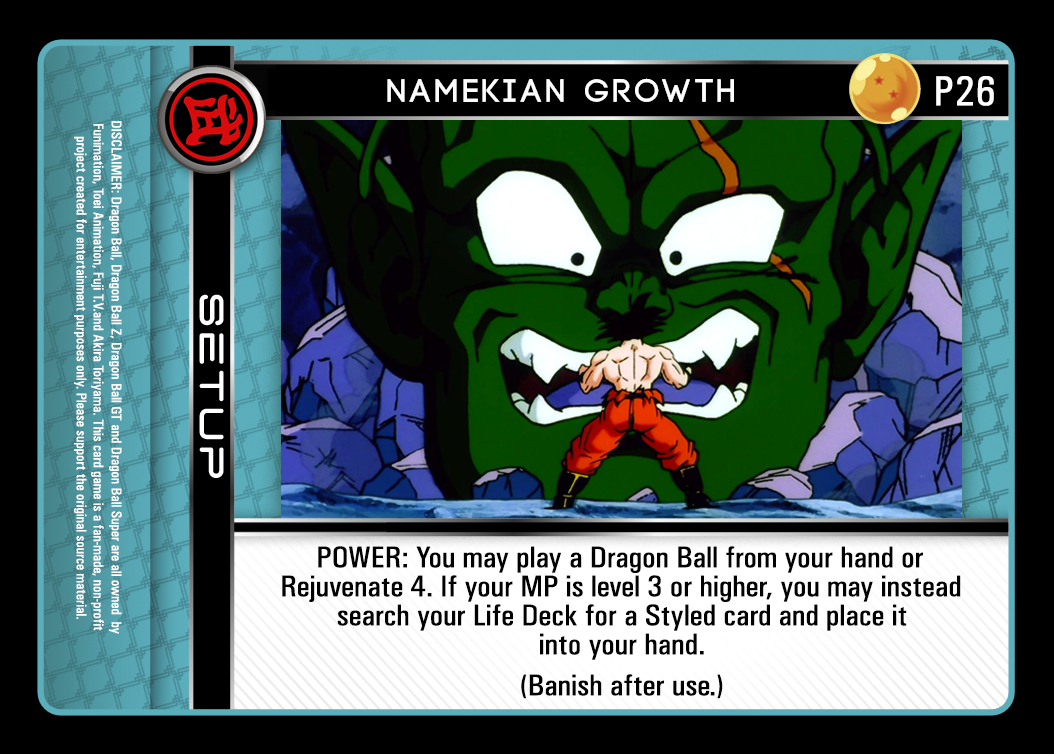 NAMEKIAN GROWTH
P26
SETUP
POWER: You may play a Dragon Ball from your hand or
Rejuvenate 4. If your MP is level 3 or higher, you may instead
search your Life Deck for a Styled card and place it
into your hand.
(Banish after use.)
DISCLAIMER: Dragon Ball, Dragon Ball Z, Dragon Ball GT and Dragon Ball Super are all owned by
Funimation, Toei Animation, Fuji T.V.and Akira Toriyama. This card game is a fan-made, non-profit
project created for entertainment purposes only. Please support the original source material.